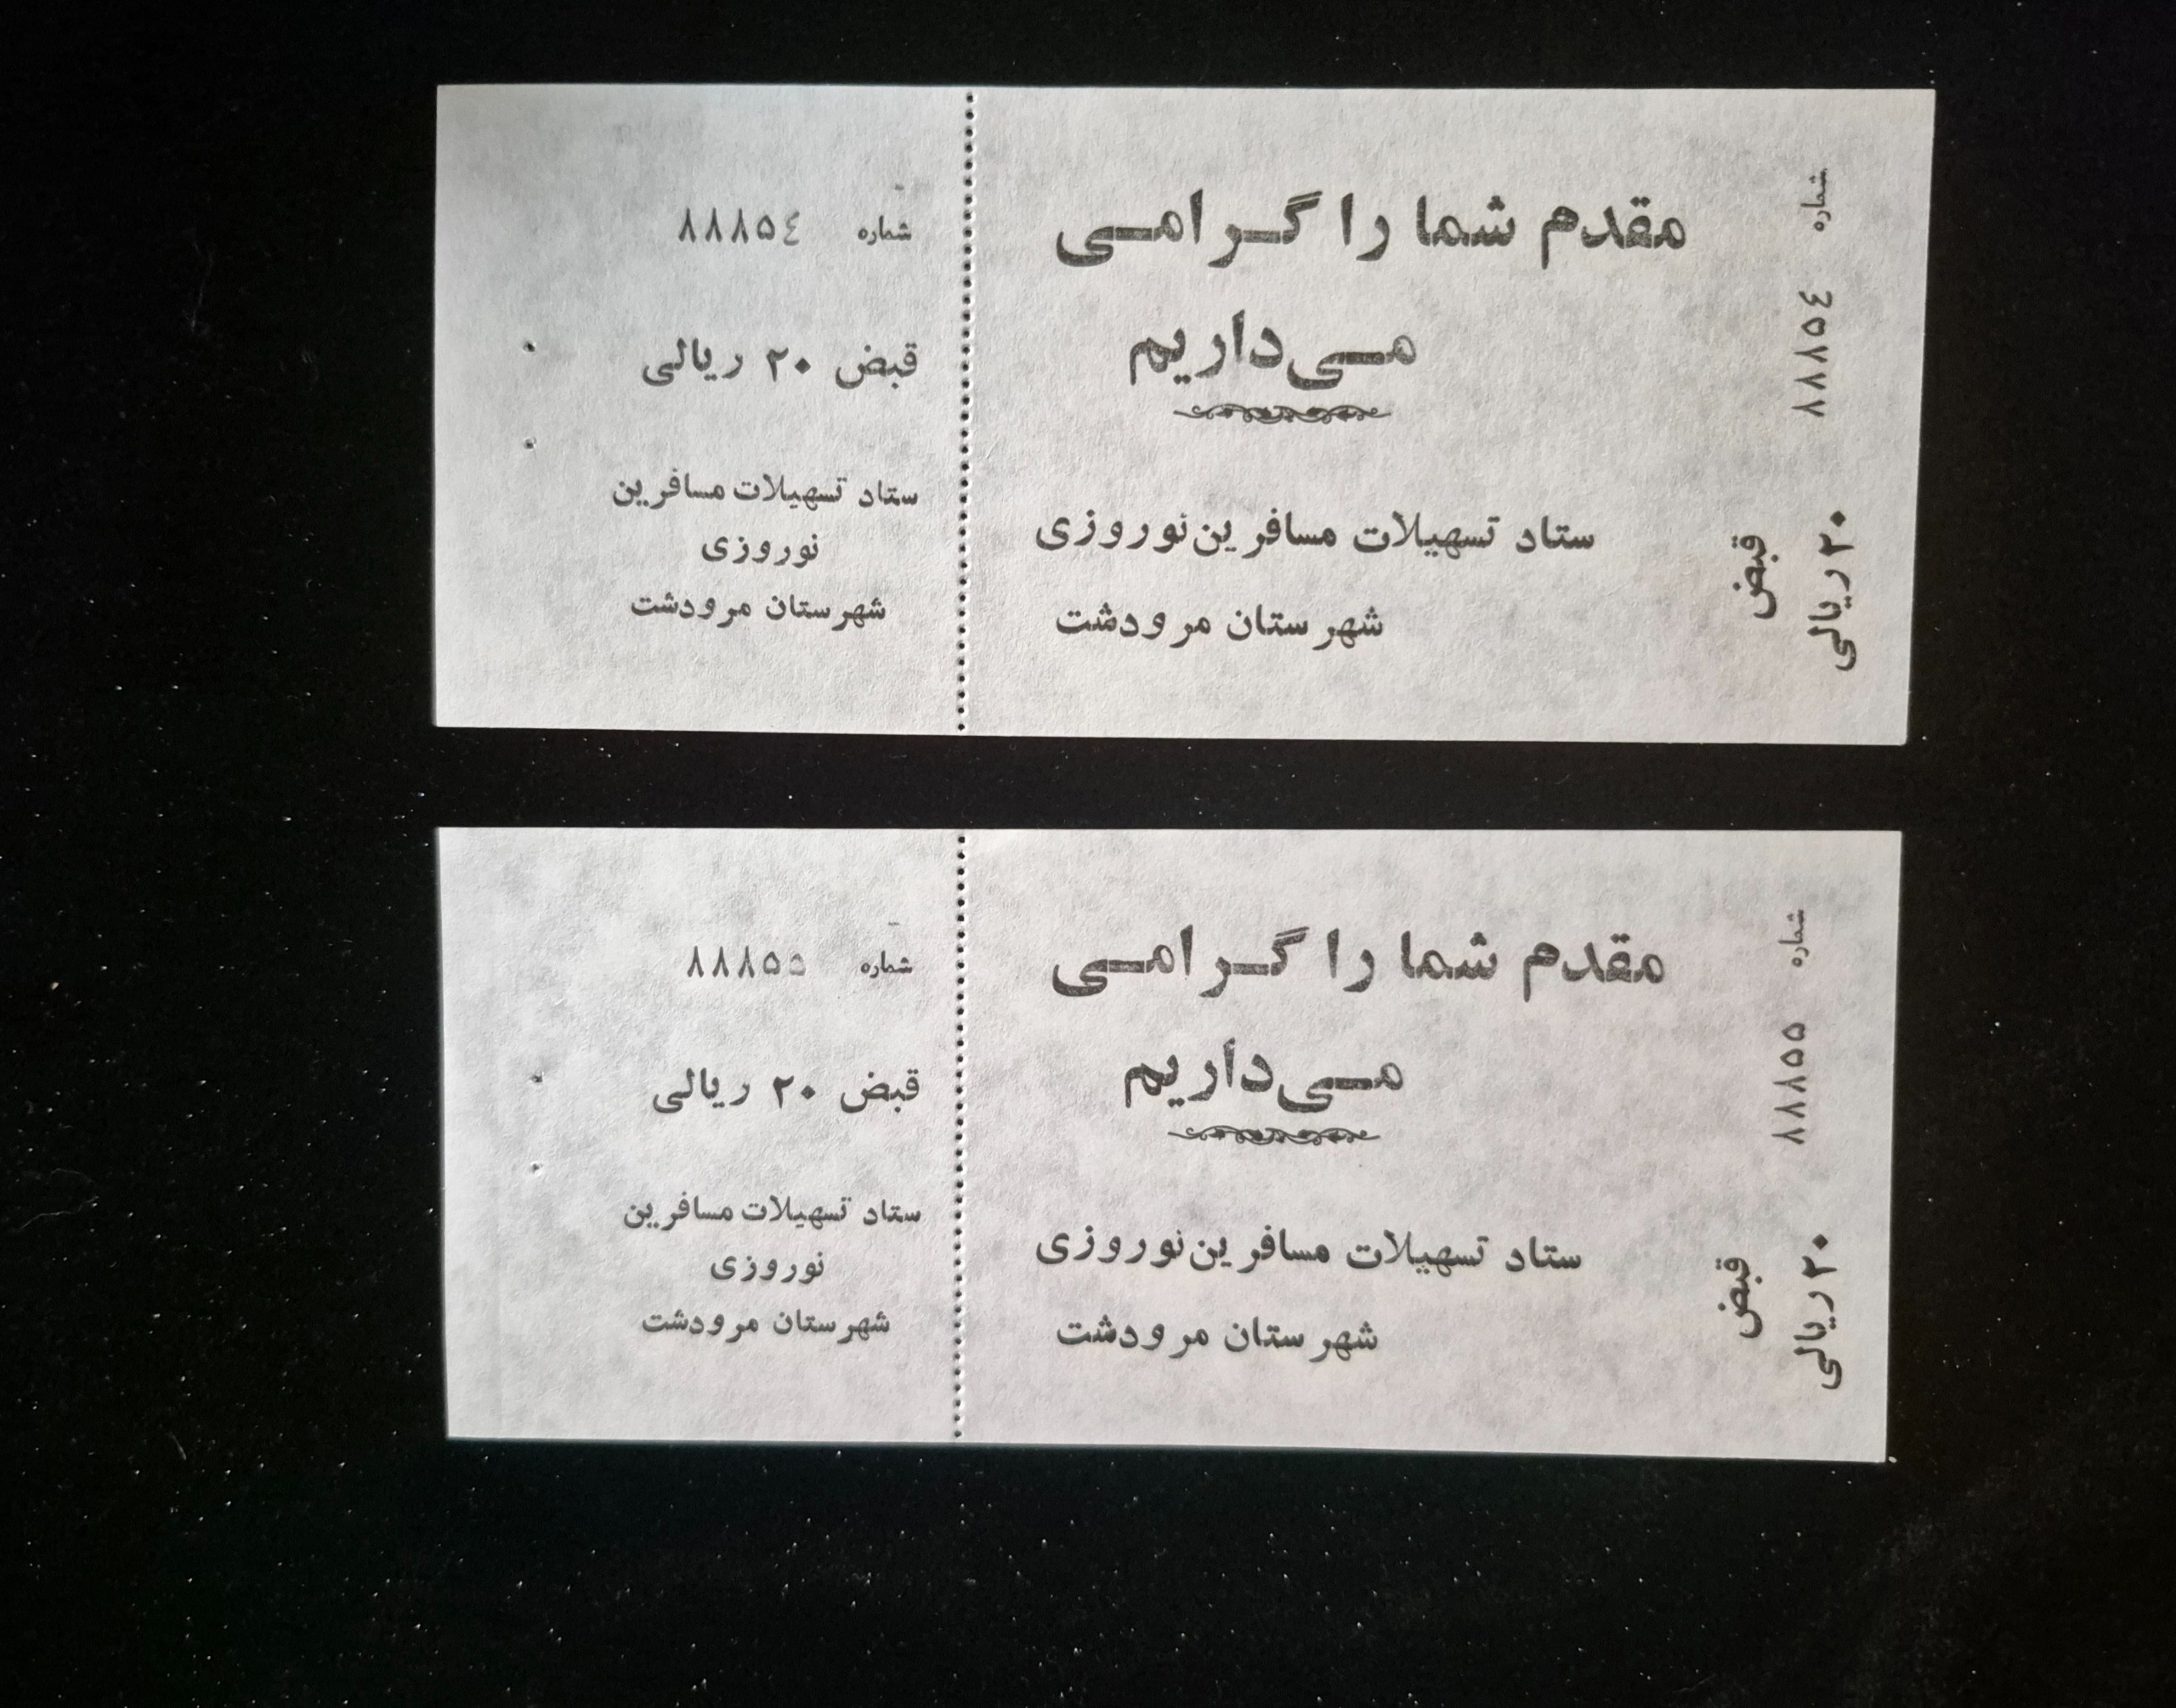 شماره ۸۸۸۵٤
قبض ۲۰ ریالی
ستاد تسهیلات مسافرین
نوروزی
شهرستان مرودشت
مقدم شما را گرامی
می‌داریم
ستاد تسهیلات مسافرین نوروزی
شهرستان مرودشت
شماره ۸۸۸۵٤
قبض
۲۰ ریالی
شماره ۸۸۸۵۵
قبض ۲۰ ریالی
ستاد تسهیلات مسافرین
نوروزی
شهرستان مرودشت
مقدم شما را گرامی
می‌داریم
ستاد تسهیلات مسافرین نوروزی
شهرستان مرودشت
شماره ۸۸۸۵۵
قبض
۲۰ ریالی